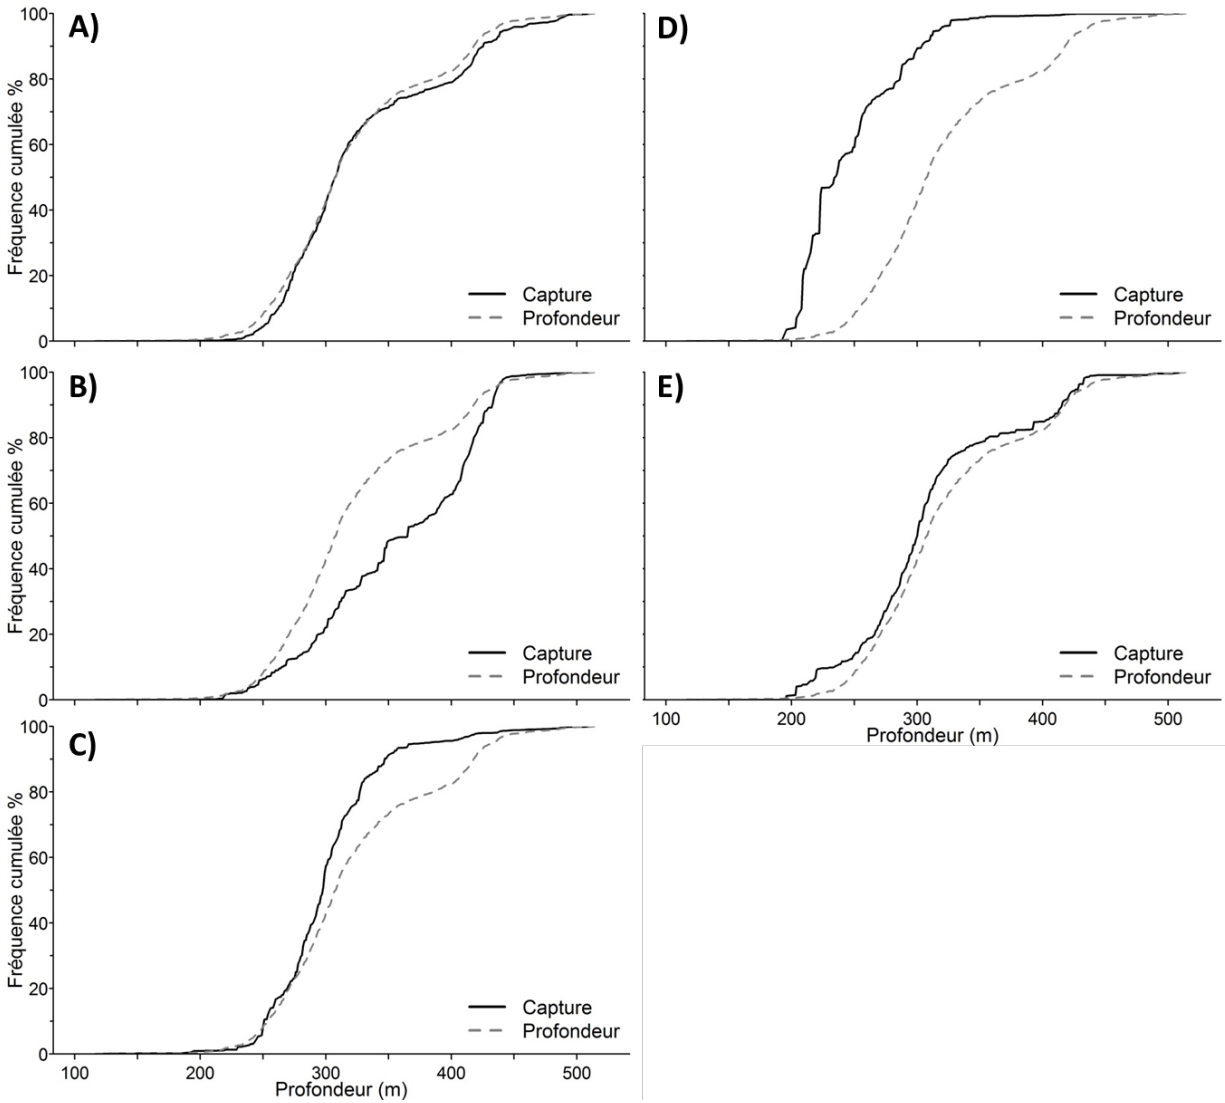 A)
Fréquence cumulée %
100
80
60
40
20
0
Capture
Profondeur
B)
Fréquence cumulée %
100
80
60
40
20
0
Capture
Profondeur
C)
Fréquence cumulée %
100
80
60
40
20
0
Capture
Profondeur
100 200 300 400 500
Profondeur (m)
D)
Capture
Profondeur
E)
Capture
Profondeur
100 200 300 400 500
Profondeur (m)